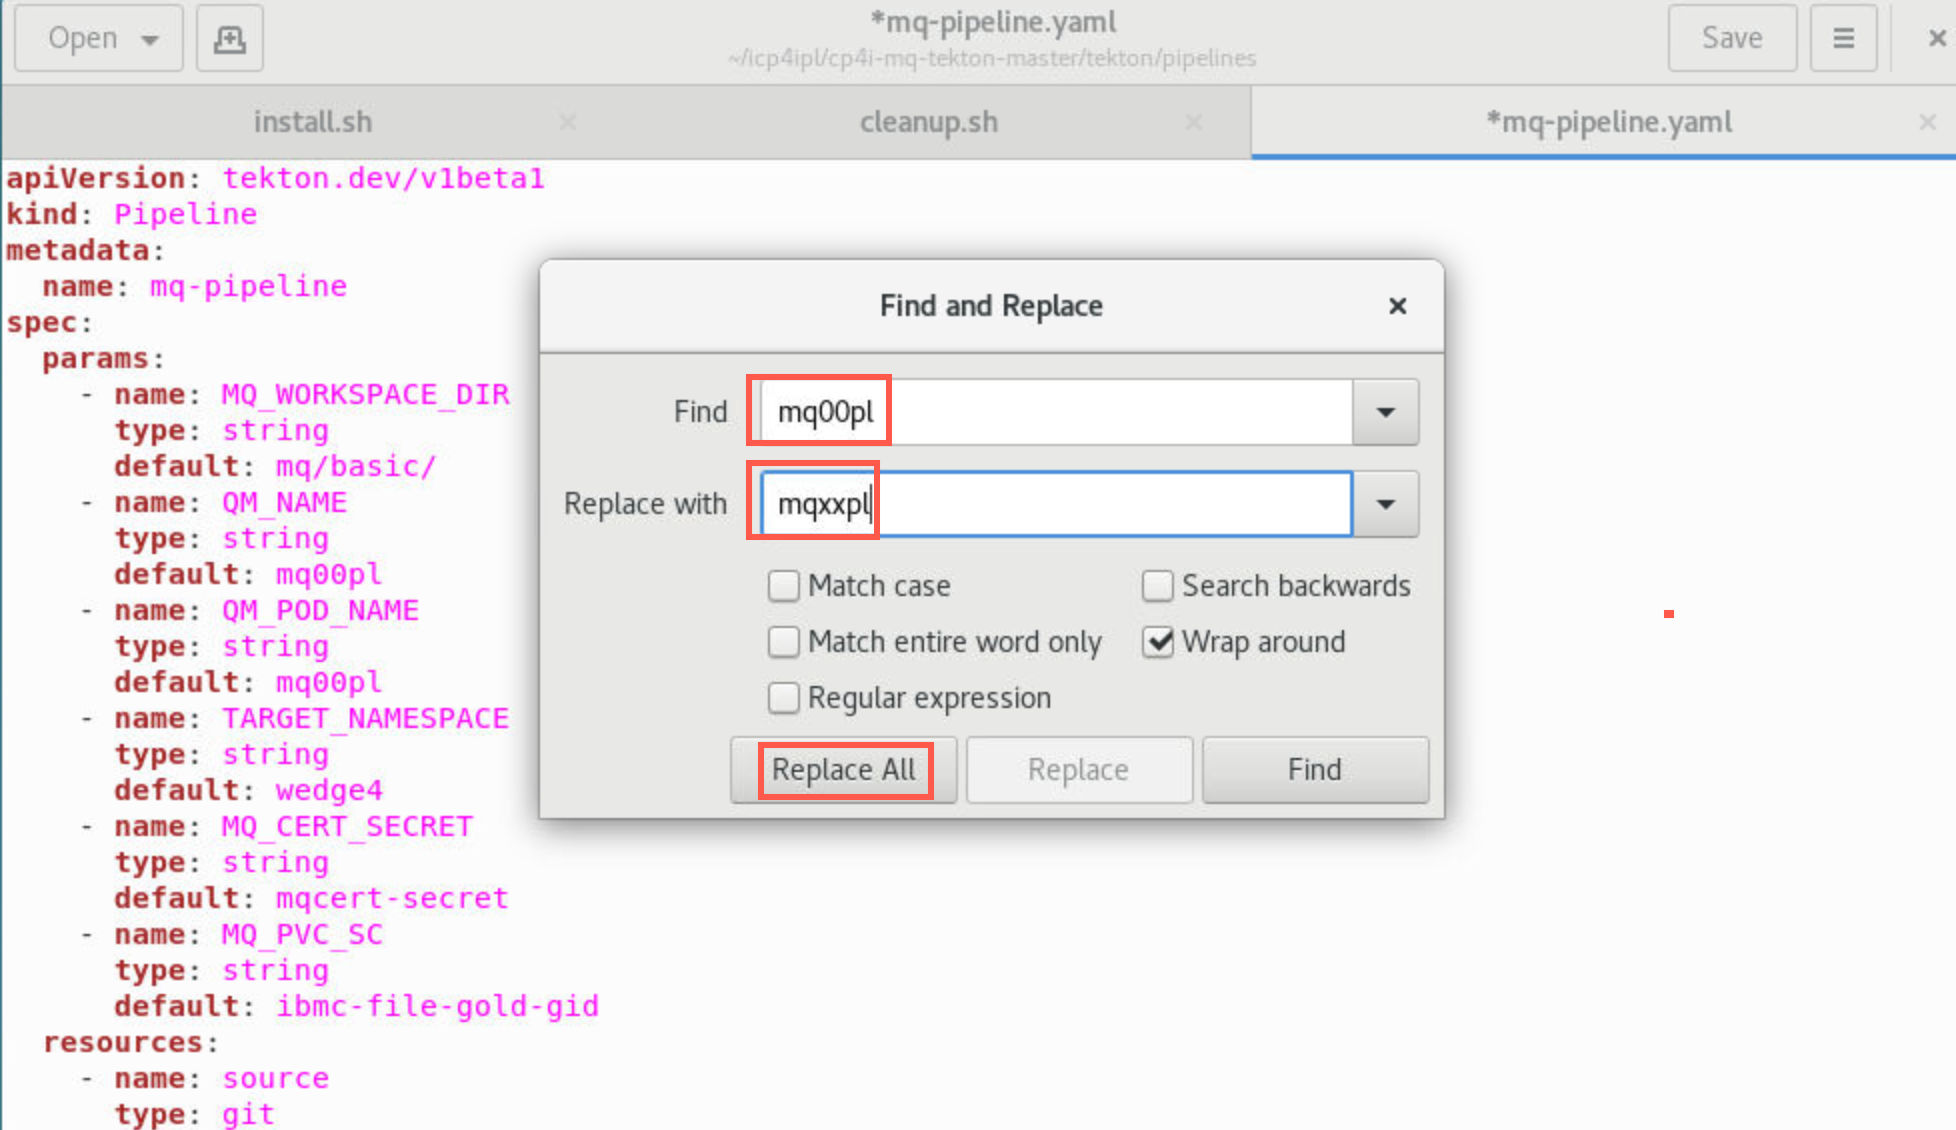 Open
*mq-pipeline.yaml
~/icp4ipl/cp4i-mq-tekton-master/tekton/pipelines
Save
install.sh
cleanup.sh
*mq-pipeline.yaml
apiVersion: tekton.dev/v1beta1
kind: Pipeline
metadata:
  name: mq-pipeline
spec:
  params:
    - name: MQ_WORKSPACE_DIR
      type: string
      default: mq/basic/
    - name: QM_NAME
      type: string
      default: mq00pl
    - name: QM_POD_NAME
      type: string
      default: mq00pl
    - name: TARGET_NAMESPACE
      type: string
      default: wedge4
    - name: MQ_CERT_SECRET
      type: string
      default: mqcert-secret
    - name: MQ_PVC_SC
      type: string
      default: ibmc-file-gold-gid
  resources:
    - name: source
      type: git
Find and Replace
Find mq00pl
Replace with mqxxpl
Match case
Search backwards
Match entire word only
Wrap around
Regular expression
Replace All
Replace
Find